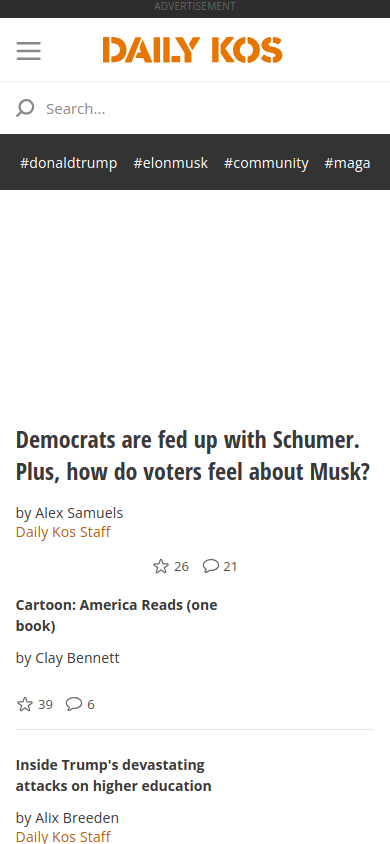 ADVERTISEMENT
DAILY KOS
Search...
#donaldtrump #elonmusk #community #maga
Democrats are fed up with Schumer.
Plus, how do voters feel about Musk?
by Alex Samuels
Daily Kos Staff
26 21
Cartoon: America Reads (one
book)
by Clay Bennett
39 6
Inside Trump's devastating
attacks on higher education
by Alix Breeden
Daily Kos Staff